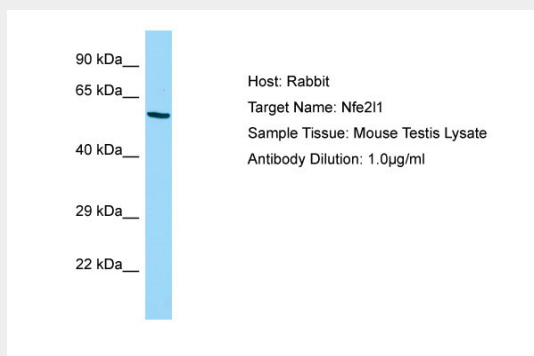 90 kDa__
65 kDa__
40 kDa__
29 kDa__
22 kDa__
Host: Rabbit
Target Name: Nfe2l1
Sample Tissue: Mouse Testis Lysate
Antibody Dilution: 1.0µg/ml